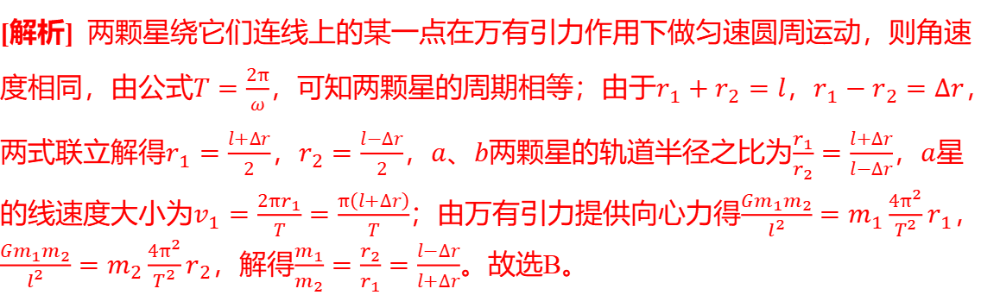 [解析] 两颗星绕它们连线上的某一点在万有引力作用下做匀速圆周运动，则角速
度相同，由公式$T=\frac{2\pi}{\omega}$，可知两颗星的周期相等；由于$r_1+r_2=l$，$r_1-r_2=\Delta r$，
两式联立解得$r_1=\frac{l+\Delta r}{2}$，$r_2=\frac{l-\Delta r}{2}$，$a$、$b$两颗星的轨道半径之比为$\frac{r_1}{r_2}=\frac{l+\Delta r}{l-\Delta r}$，$a$星
的线速度大小为$v_1=\frac{2\pi r_1}{T}=\frac{\pi(l+\Delta r)}{T}$；由万有引力提供向心力得$\frac{Gm_1m_2}{l^2}=m_1\frac{4\pi^2}{T^2}r_1$，
$\frac{Gm_1m_2}{l^2}=m_2\frac{4\pi^2}{T^2}r_2$，解得$\frac{m_1}{m_2}=\frac{r_2}{r_1}=\frac{l-\Delta r}{l+\Delta r}$。故选B。